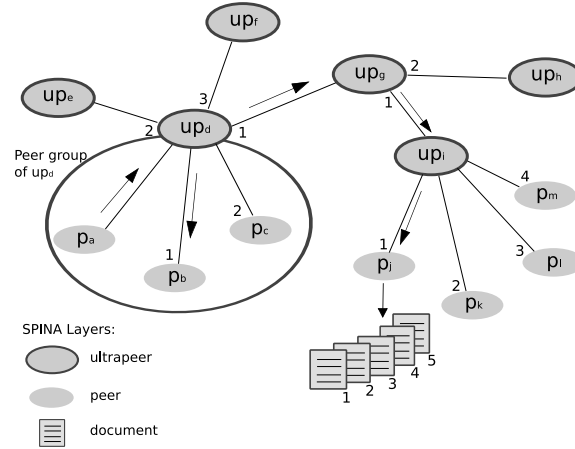 upf
upg
2
uph
upe
3
1
2
upd
1
upi
Peer group
of upd
4
pm
2
pa
pc
1
pb
1
pj
3
pl
2
pk
SPINA Layers:
ultrapeer
5
4
3
2
1
peer
document